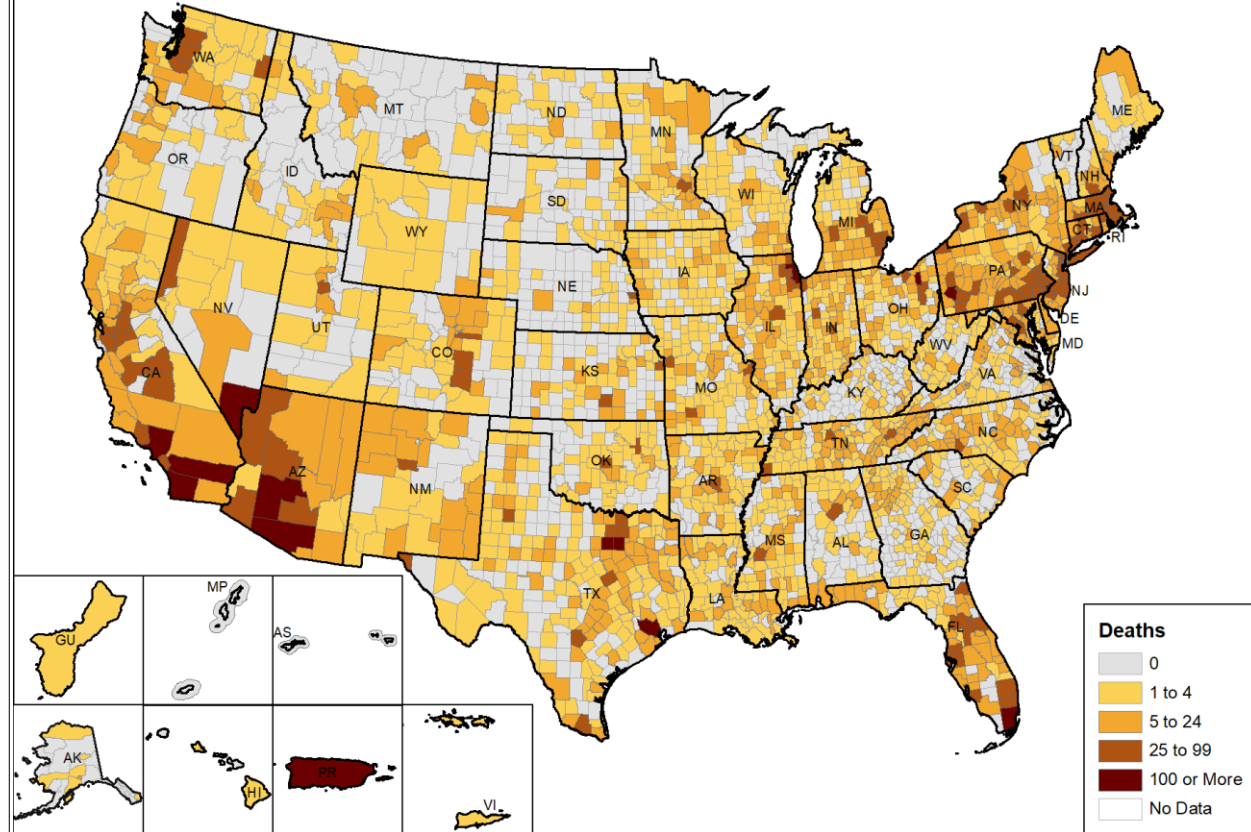 WA
MT
ND
MN
ME
OR
ID
SD
WI
VT
NH
NY
MA
WY
MI
CT
RI
IA
PA
NV
NE
NJ
UT
OH
DE
IL
IN
MD
CO
WV
CA
KS
MO
VA
KY
NC
AZ
OK
TN
NM
AR
SC
MS
AL
GA
TX
LA
FL
MP
GU
AS
AK
HI
PR
VI
Deaths
0
1 to 4
5 to 24
25 to 99
100 or More
No Data